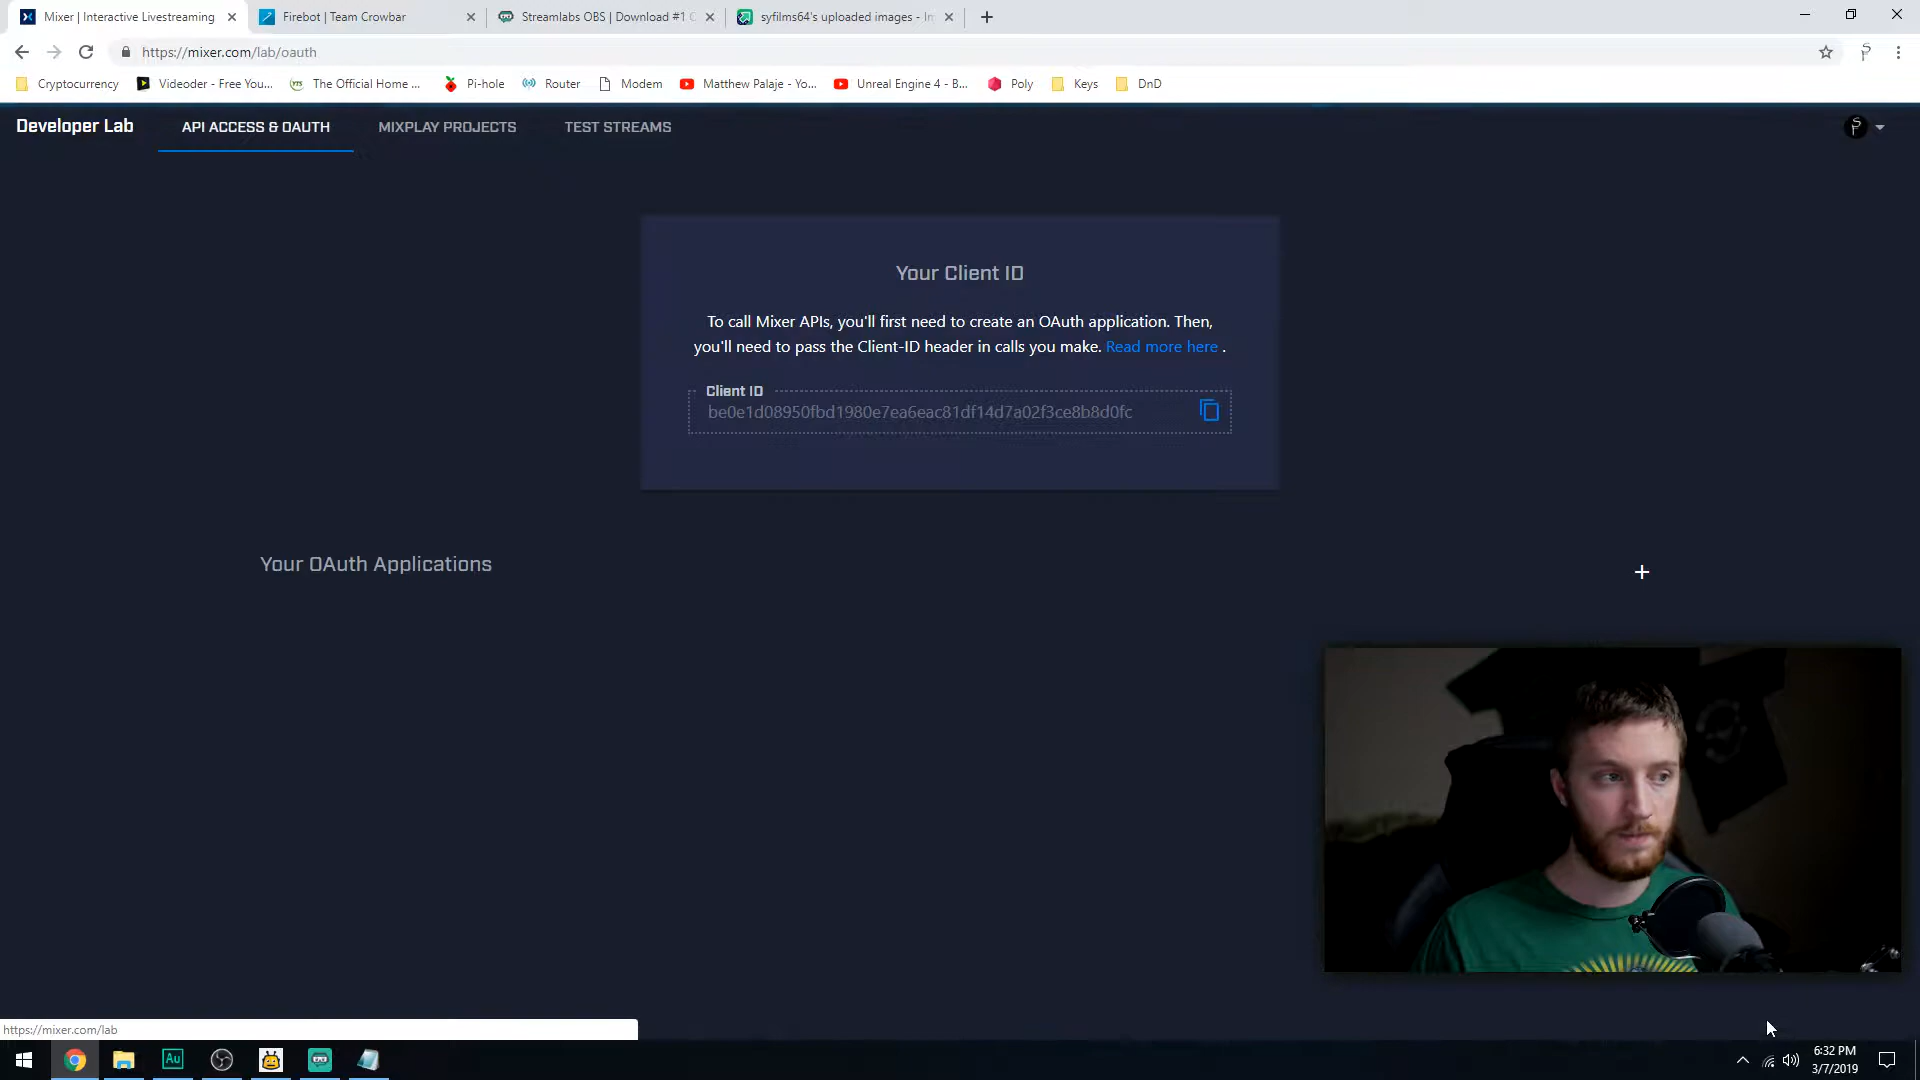 Mixer | Interactive Livestreaming
Firebot | Team Crowbar
Streamlabs OBS | Download #1 C
syfilms64's uploaded images - Im
https://mixer.com/lab/oauth
Cryptocurrency
Videoder - Free You...
The Official Home ...
Pi-hole
Router
Modem
Matthew Palaje - Yo...
Unreal Engine 4 - B...
Poly
Keys
DnD
Developer Lab
API ACCESS & OAUTH
MIXPLAY PROJECTS
TEST STREAMS
Your Client ID
To call Mixer APIs, you'll first need to create an OAuth application. Then,
you'll need to pass the Client-ID header in calls you make. Read more here .
Client ID
be0e1d08950fbd1980e7ea6eac81df14d7a02f3ce8b8d0fc
Your OAuth Applications
+
https://mixer.com/lab
Au
6:32 PM
3/7/2019